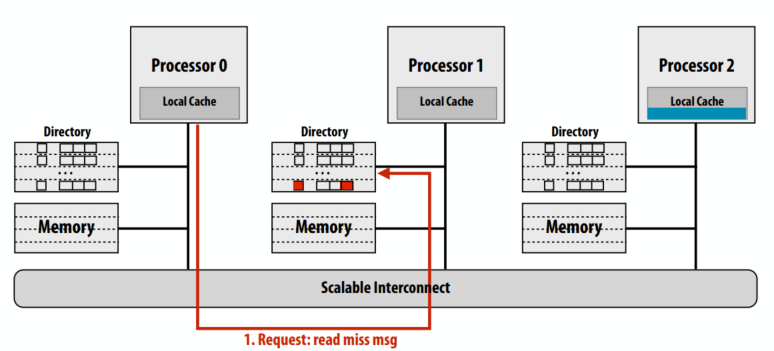 Processor 0
Local Cache
Processor 1
Local Cache
Processor 2
Local Cache
Directory
...
Memory
Directory
...
Memory
Directory
...
Memory
Scalable Interconnect
1. Request: read miss msg